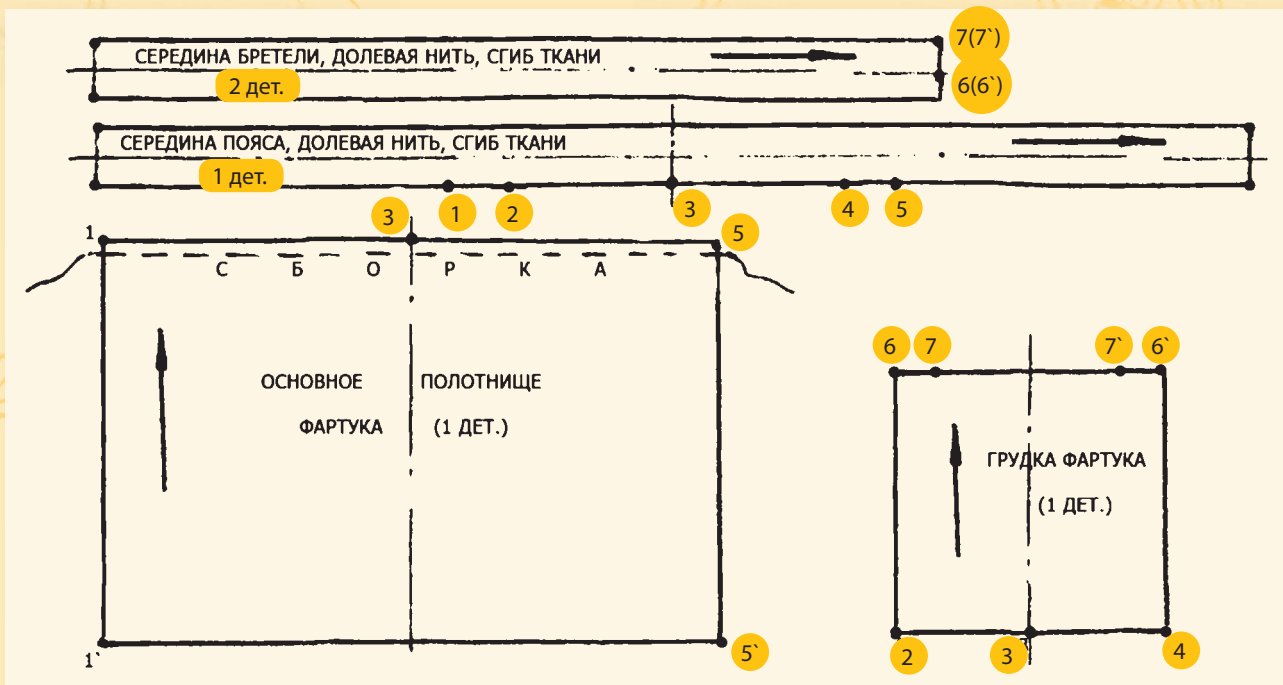 7(7`)
СЕРЕДИНА БРЕТЕЛИ, ДОЛЕВАЯ НИТЬ, СГИБ ТКАНИ
2 дет.
6(6`)
СЕРЕДИНА ПОЯСА, ДОЛЕВАЯ НИТЬ, СГИБ ТКАНИ
1 дет.
1 2 3 4 5
1 3 5
С Б О Р К А
6 7 7` 6`
ОСНОВНОЕ ПОЛОТНИЩЕ
ФАРТУКА (1 ДЕТ.)
ГРУДКА ФАРТУКА
(1 ДЕТ.)
1` 5`
2 3 4